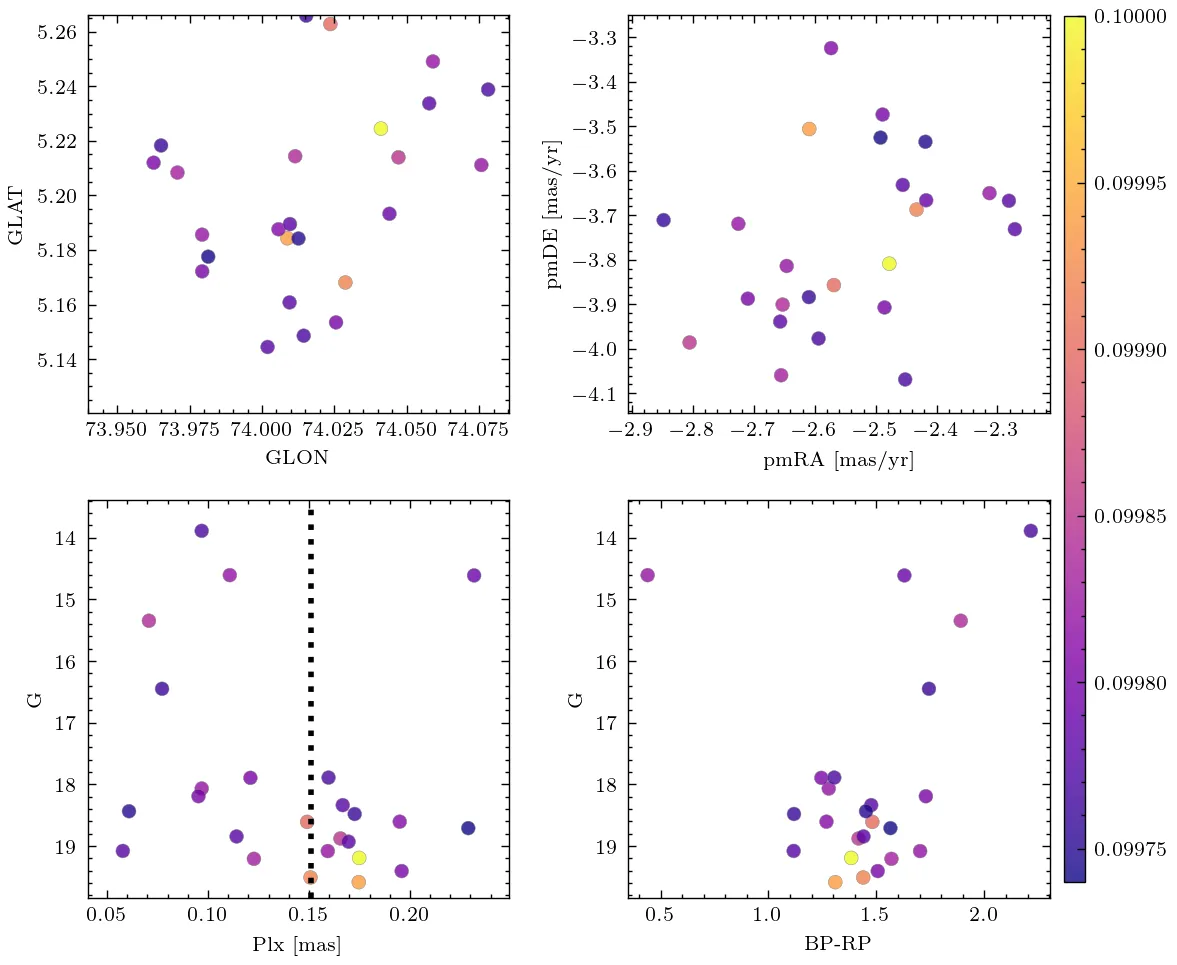 5.26
5.24
5.22
5.20
5.18
5.16
5.14
GLAT
73.950 73.975 74.000 74.025 74.050 74.075
GLON
−3.3
−3.4
−3.5
−3.6
−3.7
−3.8
−3.9
−4.0
−4.1
pmDE [mas/yr]
−2.9 −2.8 −2.7 −2.6 −2.5 −2.4 −2.3
pmRA [mas/yr]
0.10000
0.09995
0.09990
0.09985
0.09980
0.09975
14
15
16
17
18
19
G
0.05 0.10 0.15 0.20
Plx [mas]
14
15
16
17
18
19
G
0.5 1.0 1.5 2.0
BP-RP